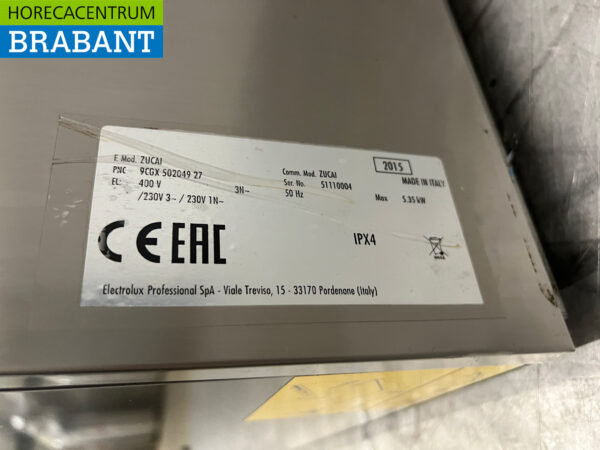 HORECACENTRUM
BRABANT
F. Mod. ZUCAI Comm. Mod. ZUCAI 2015
PNC 9CGX 502049 27 Ser. No. 51110004 MADE IN ITALY
EL: 400 V 3N~ 50 Hz Max 5.35 kW
/230V 3~ / 230V 1N~
CE EAC IPX4
Electrolux Professional SpA - Viale Treviso, 15 - 33170 Pordenone (Italy)